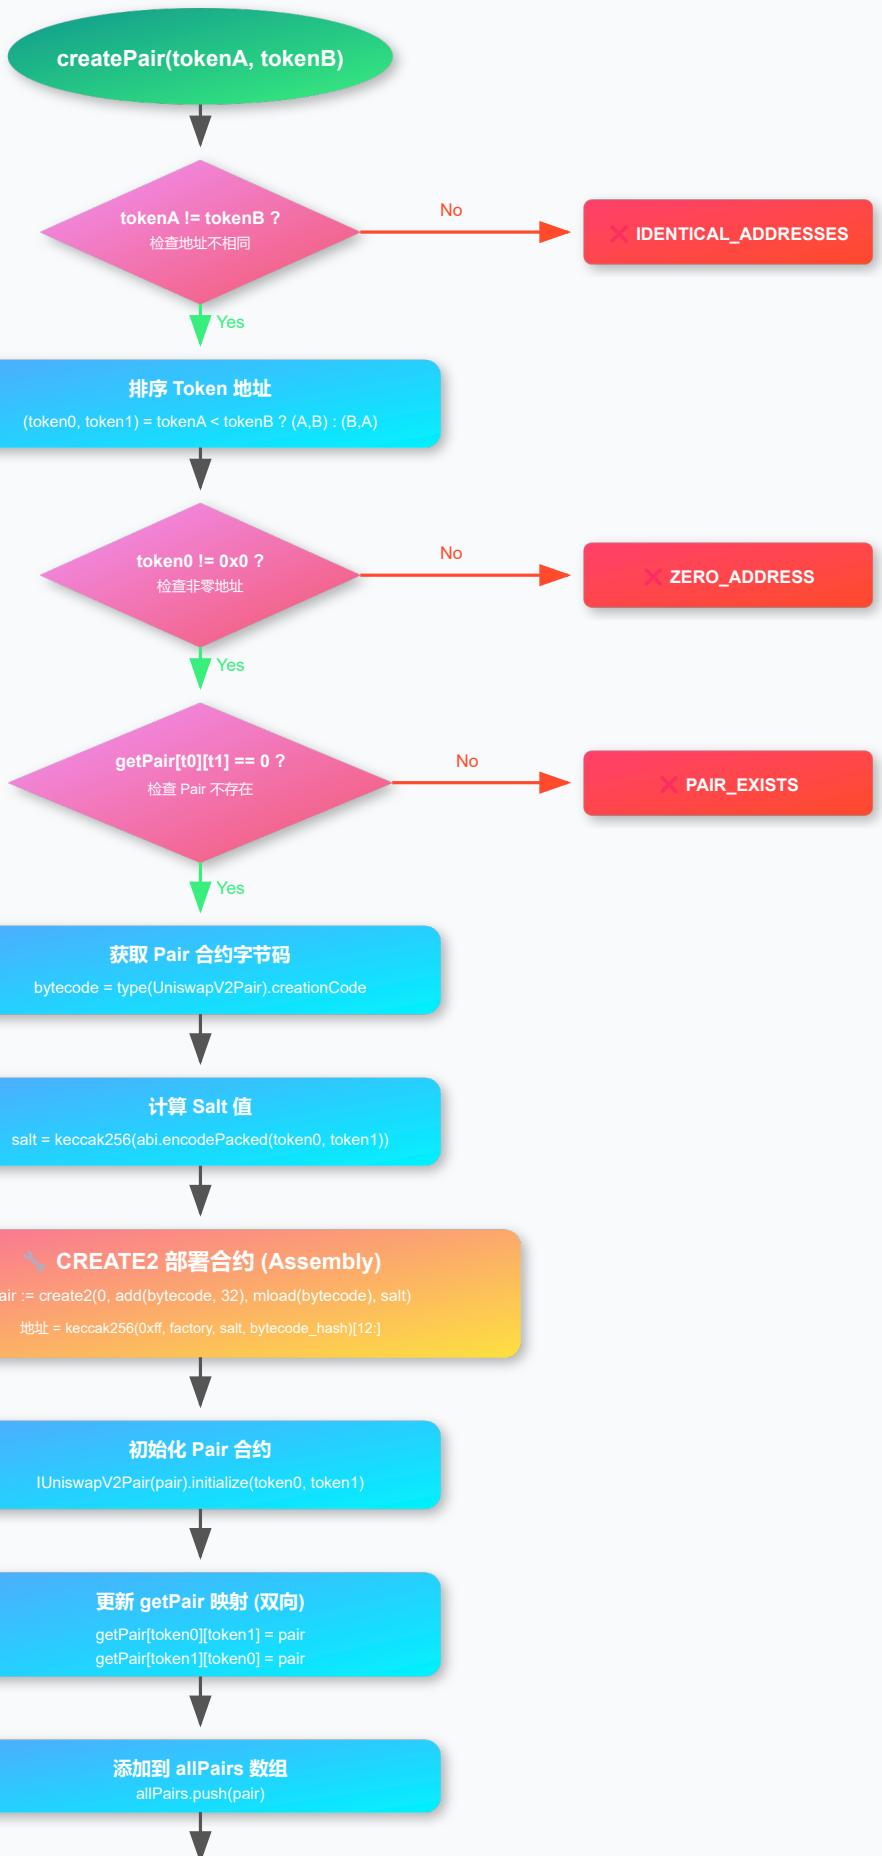 createPair(tokenA, tokenB)
tokenA != tokenB ?
检查地址不相同
No
❌ IDENTICAL_ADDRESSES
Yes
排序 Token 地址
(token0, token1) = tokenA < tokenB ? (A,B) : (B,A)
token0 != 0x0 ?
检查非零地址
No
❌ ZERO_ADDRESS
Yes
getPair[t0][t1] == 0 ?
检查 Pair 不存在
No
❌ PAIR_EXISTS
Yes
获取 Pair 合约字节码
bytecode = type(UniswapV2Pair).creationCode
计算 Salt 值
salt = keccak256(abi.encodePacked(token0, token1))
🔧 CREATE2 部署合约 (Assembly)
air := create2(0, add(bytecode, 32), mload(bytecode), salt)
地址 = keccak256(0xff, factory, salt, bytecode_hash)[12:]
初始化 Pair 合约
IUniswapV2Pair(pair).initialize(token0, token1)
更新 getPair 映射 (双向)
getPair[token0][token1] = pair
getPair[token1][token0] = pair
添加到 allPairs 数组
allPairs.push(pair)